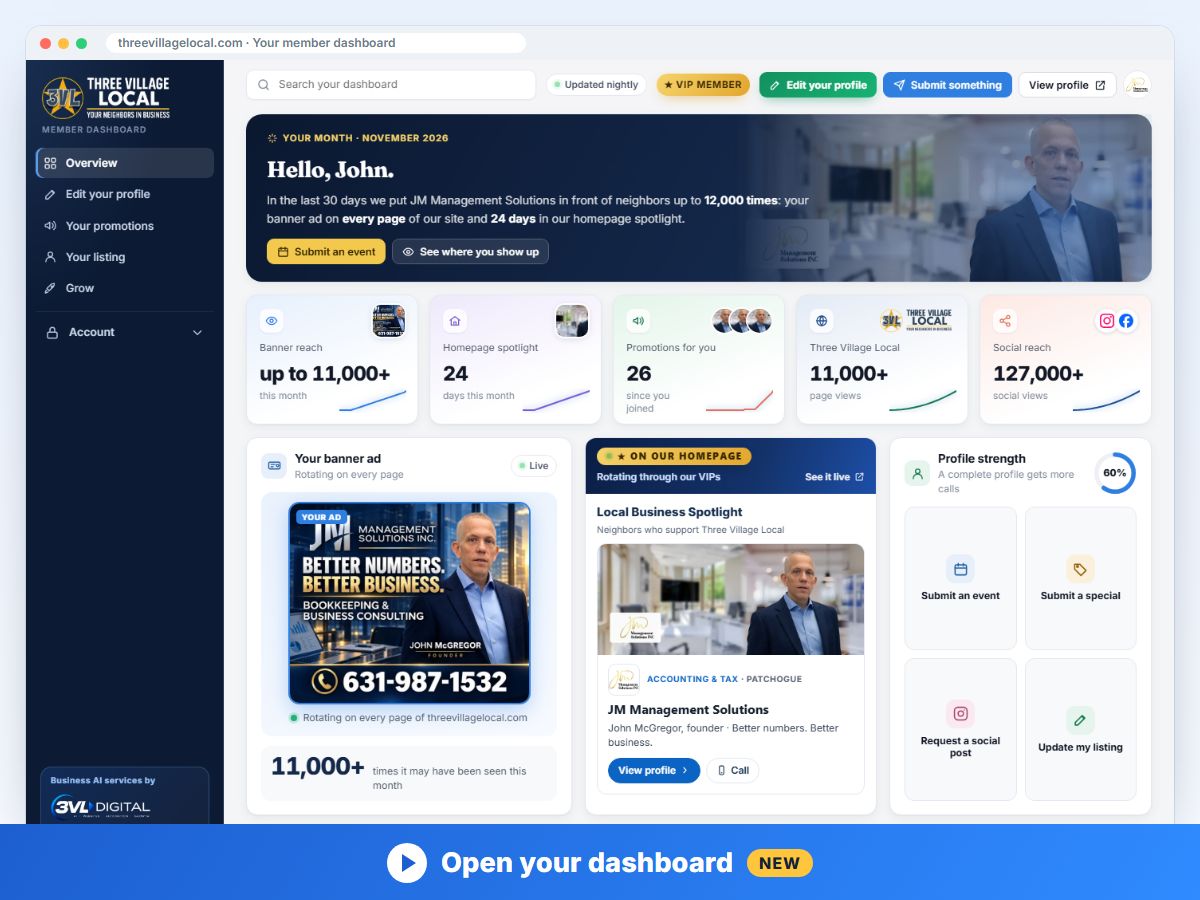 threevillagelocal.com · Your member dashboard
3VL THREE VILLAGE
LOCAL
YOUR NEIGHBORS IN BUSINESS
MEMBER DASHBOARD
Overview
Edit your profile
Your promotions
Your listing
Grow
Account
Business AI services by
3VL DIGITAL
Search your dashboard
Updated nightly
★ VIP MEMBER
Edit your profile
Submit something
View profile
YOUR MONTH · NOVEMBER 2026
Hello, John.
In the last 30 days we put JM Management Solutions in front of neighbors up to 12,000 times: your
banner ad on every page of our site and 24 days in our homepage spotlight.
Submit an event
See where you show up
Banner reach
up to 11,000+
this month
Homepage spotlight
24
days this month
Promotions for you
26
since you
joined
3VL THREE VILLAGE
LOCAL
Three Village Local
11,000+
page views
Social reach
127,000+
social views
Your banner ad
Rotating on every page
Live
YOUR AD
JM MANAGEMENT
SOLUTIONS INC.
BETTER NUMBERS.
BETTER BUSINESS.
BOOKKEEPING &
BUSINESS CONSULTING
JOHN McGREGOR
FOUNDER
631-987-1532
Rotating on every page of threevillagelocal.com
11,000+ times it may have been seen this
month
★ ON OUR HOMEPAGE
Rotating through our VIPs
See it live
Local Business Spotlight
Neighbors who support Three Village Local
Jm
Management
Solutions INC
ACCOUNTING & TAX · PATCHOGUE
JM Management Solutions
John McGregor, founder · Better numbers. Better
business.
View profile
Call
Profile strength
A complete profile gets more
calls
60%
Submit an event
Submit a special
Request a social
post
Update my listing
Open your dashboard
NEW